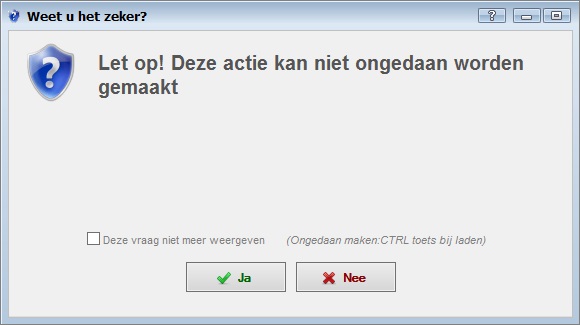 Weet u het zeker?
Let op! Deze actie kan niet ongedaan worden
gemaakt
Deze vraag niet meer weergeven (Ongedaan maken:CTRL toets bij laden)
Ja Nee